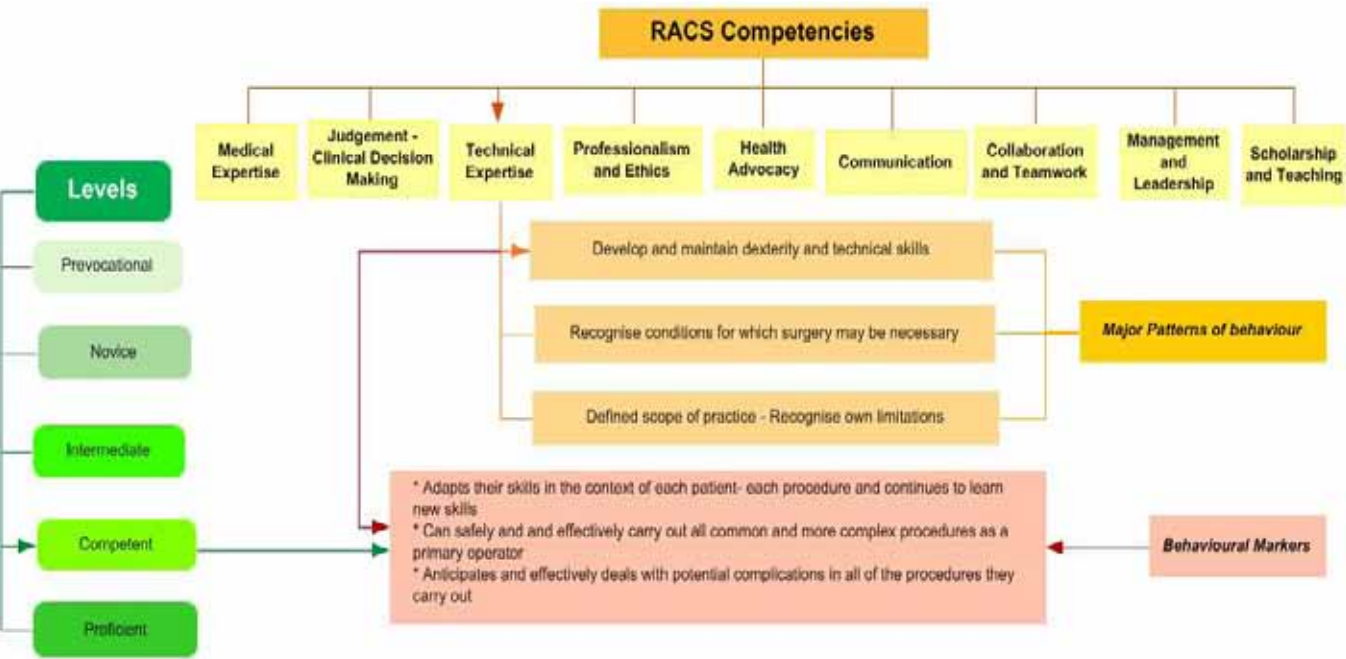 RACS Competencies
Medical
Expertise
Judgement -
Clinical Decision
Making
Technical
Expertise
Professionalism
and Ethics
Health
Advocacy
Communication
Collaboration
and Teamwork
Management
and
Leadership
Scholarship
and Teaching
Levels
Prevocational
Novice
Intermediate
Competent
Proficient
Develop and maintain dexterity and technical skills
Recognise conditions for which surgery may be necessary
Defined scope of practice - Recognise own limitations
Major Patterns of behaviour
* Adapts their skills in the context of each patient- each procedure and continues to learn
new skills
* Can safely and and effectively carry out all common and more complex procedures as a
primary operator
* Anticipates and effectively deals with potential complications in all of the procedures they
carry out
Behavioural Markers